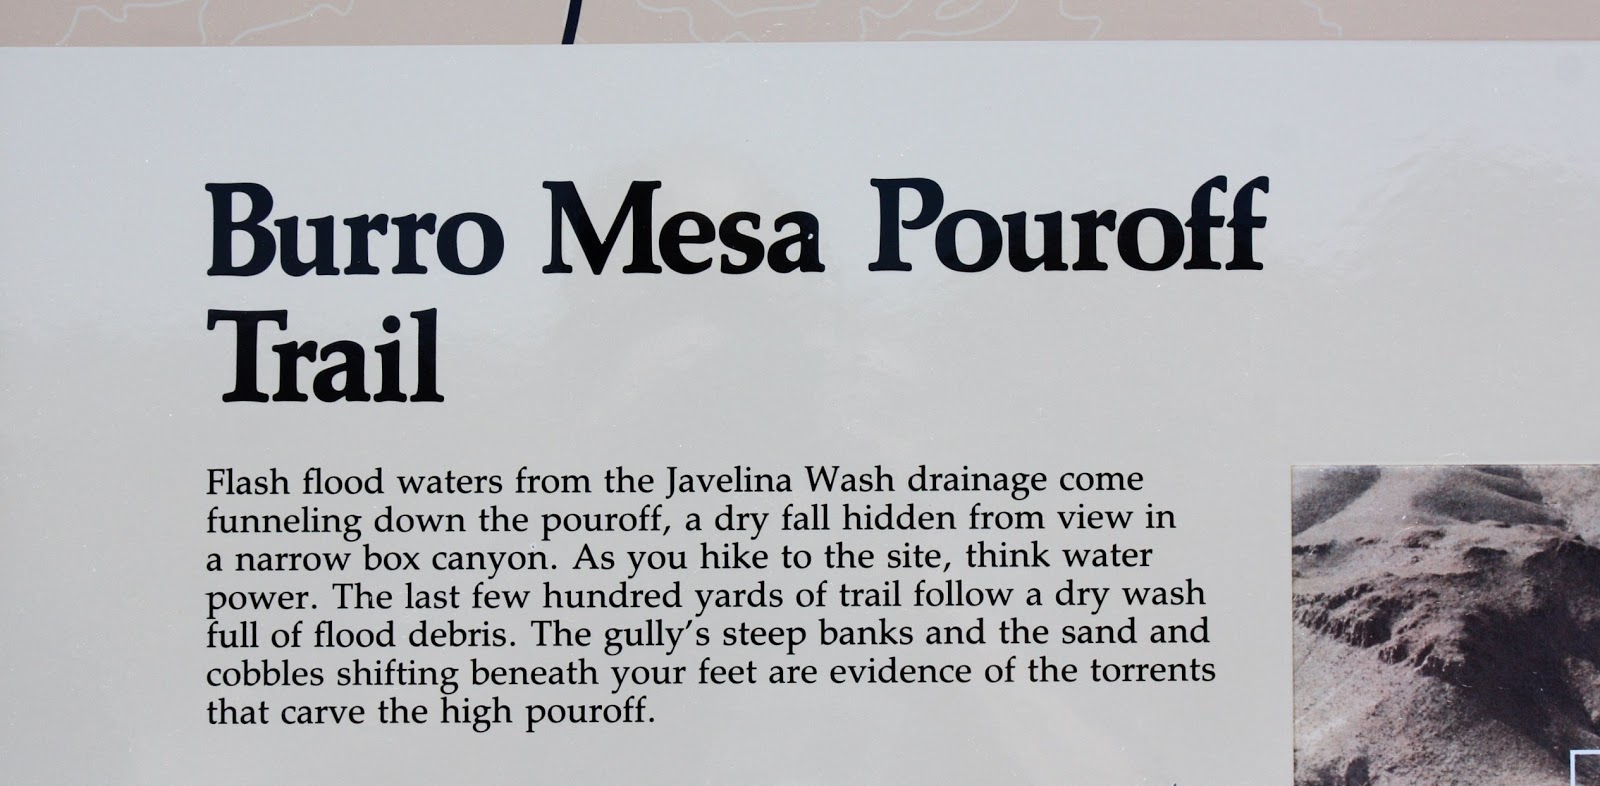 Burro Mesa Pouroff
Trail
Flash flood waters from the Javelina Wash drainage come
funneling down the pouroff, a dry fall hidden from view in
a narrow box canyon. As you hike to the site, think water
power. The last few hundred yards of trail follow a dry wash
full of flood debris. The gully’s steep banks and the sand and
cobbles shifting beneath your feet are evidence of the torrents
that carve the high pouroff.